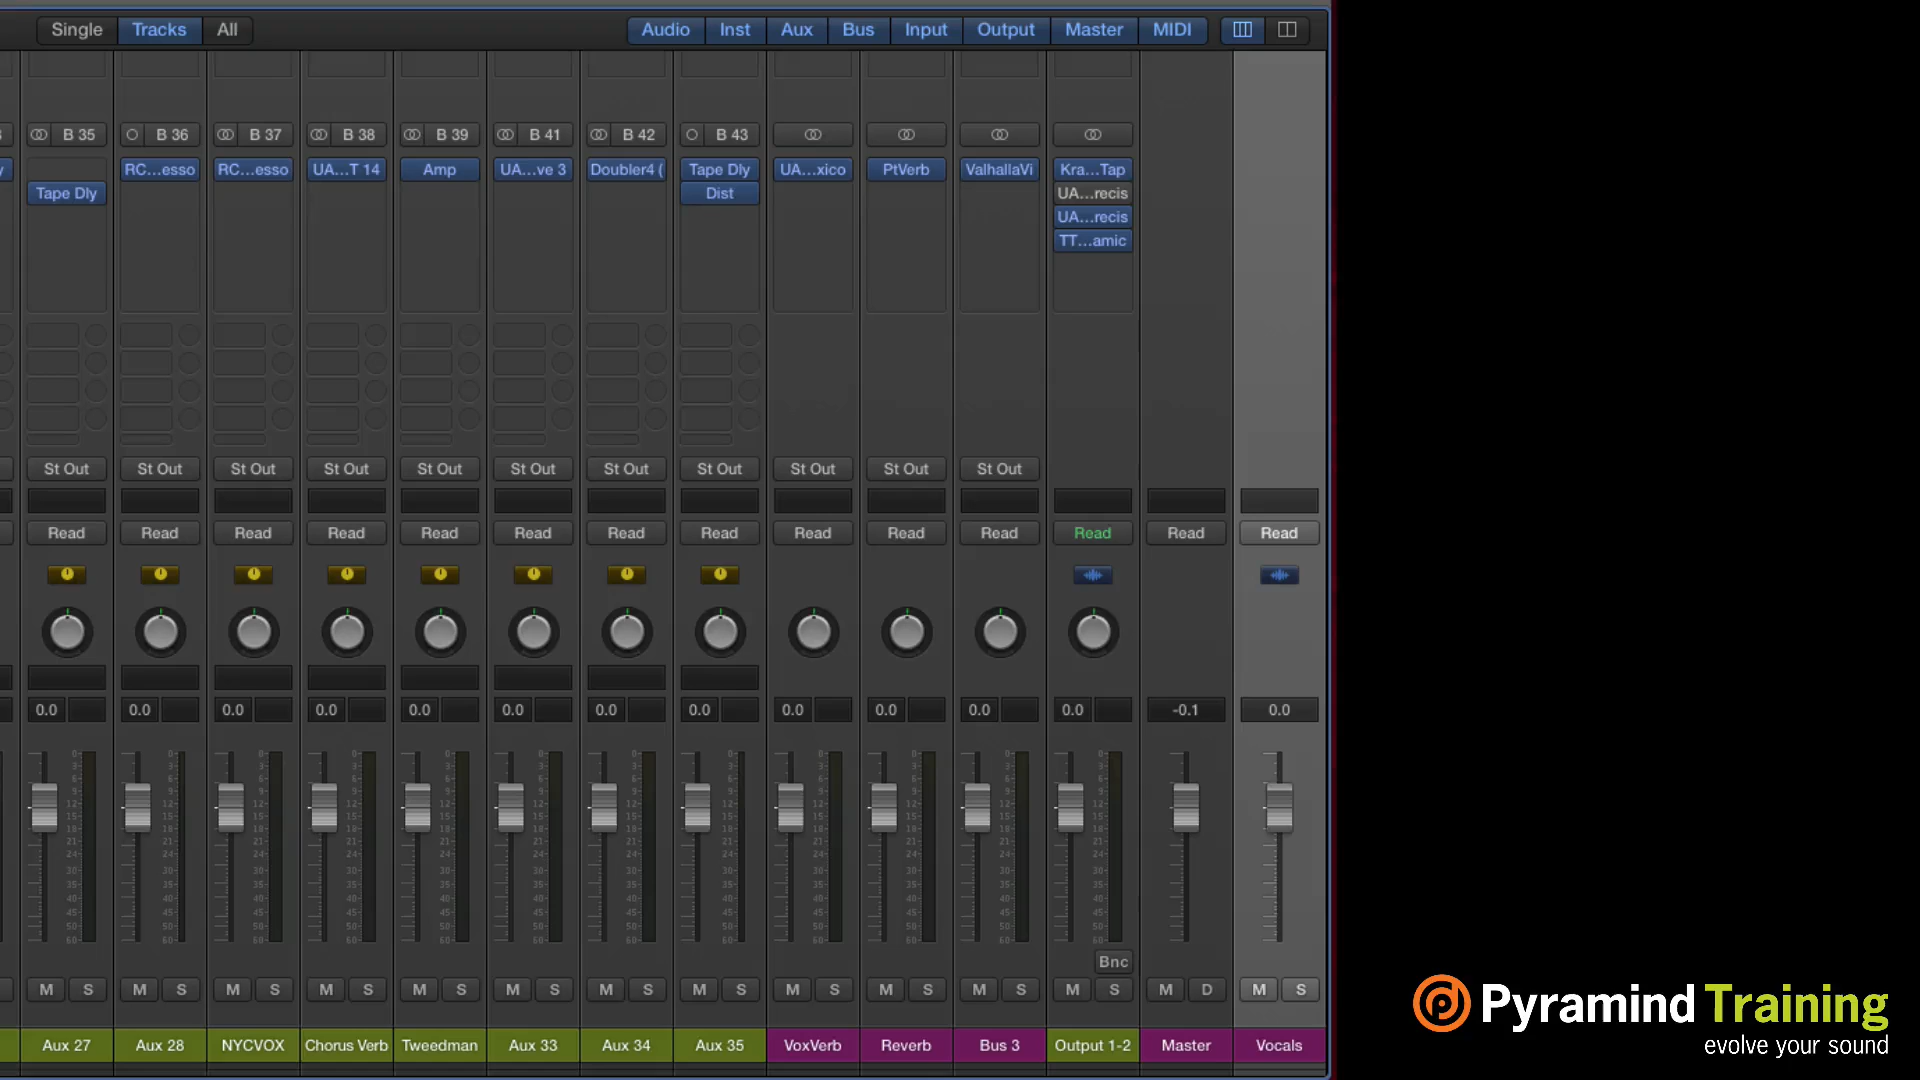 Single Tracks All Audio Inst Aux Bus Input Output Master MIDI
B 35 B 36 B 37 B 38 B 39 B 41 B 42 B 43
RC...esso RC...esso UA...T 14 Amp UA...ve 3 Doubler4 ( Tape Dly UA...xico PtVerb ValhallaVi Kra...Tap
Tape Dly Dist UA...recis
UA...recis
TT...amic
St Out St Out St Out St Out St Out St Out St Out St Out St Out St Out St Out
Read Read Read Read Read Read Read Read Read Read Read Read Read Read
0.0 0.0 0.0 0.0 0.0 0.0 0.0 0.0 0.0 0.0 0.0 0.0 -0.1 0.0
Bnc
M S M S M S M S M S M S M S M S M S M S M S M S M D M S
Aux 27 Aux 28 NYCVOX Chorus Verb Tweedman Aux 33 Aux 34 Aux 35 VoxVerb Reverb Bus 3 Output 1-2 Master Vocals
Pyramind Training
evolve your sound